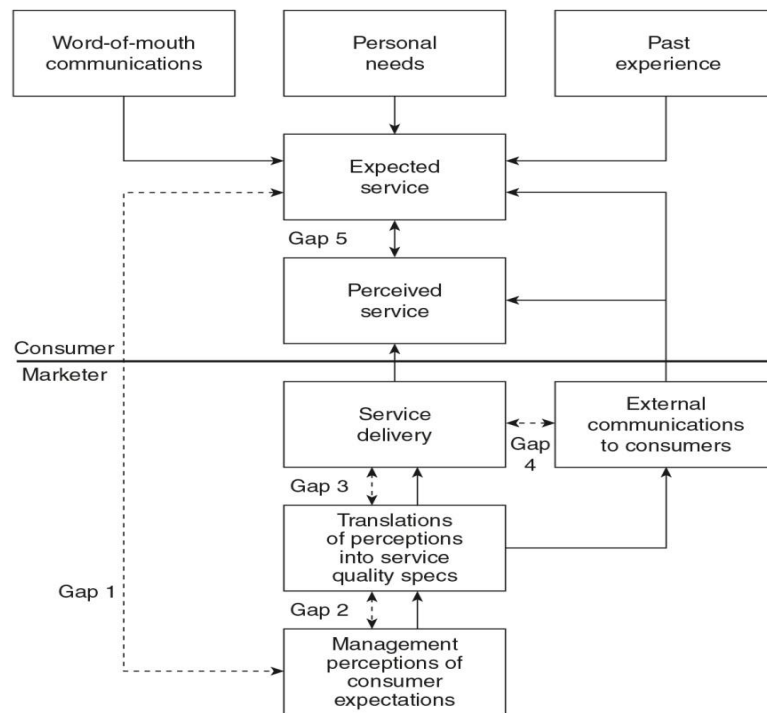 Word-of-mouth
communications
Personal
needs
Past
experience
Expected
service
Gap 5
Perceived
service
Consumer
Marketer
Service
delivery
External
communications
to consumers
Gap
4
Gap 3
Translations
of perceptions
into service
quality specs
Gap 1
Gap 2
Management
perceptions of
consumer
expectations